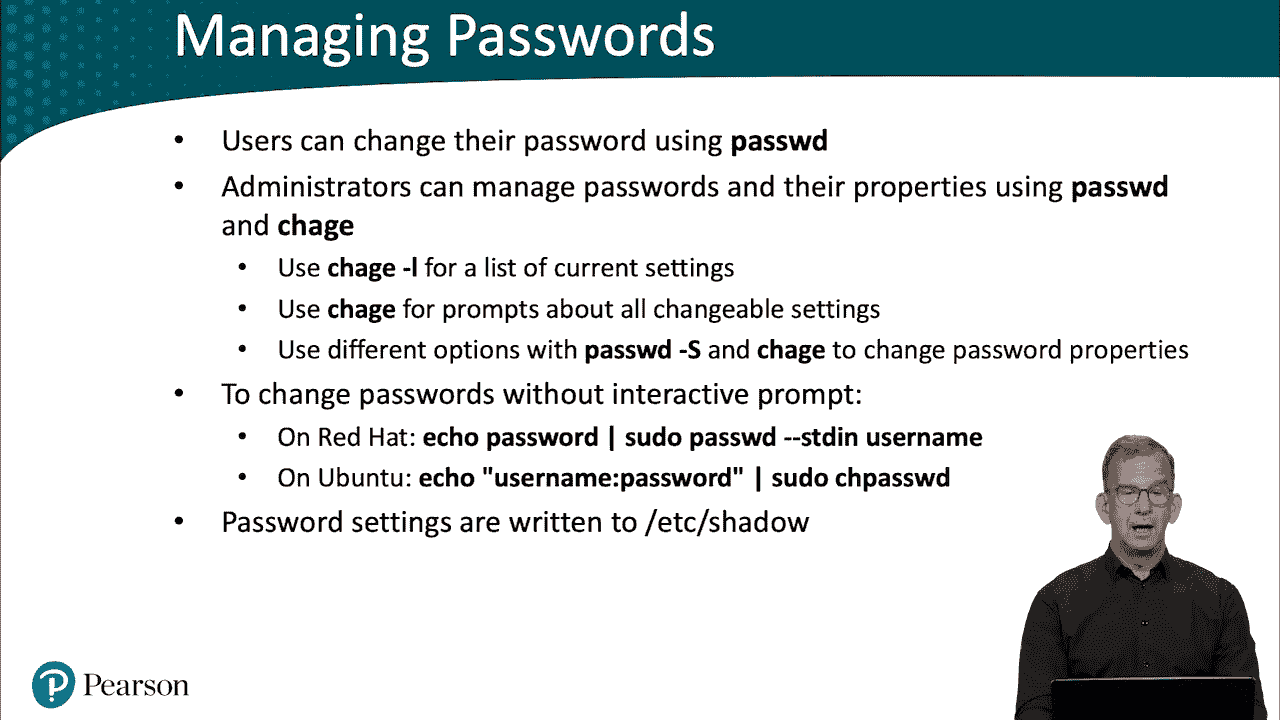 Managing Passwords
• Users can change their password using passwd
• Administrators can manage passwords and their properties using passwd
and chage
• Use chage -l for a list of current settings
• Use chage for prompts about all changeable settings
• Use different options with passwd -S and chage to change password properties
• To change passwords without interactive prompt:
• On Red Hat: echo password | sudo passwd --stdin username
• On Ubuntu: echo "username:password" | sudo chpasswd
• Password settings are written to /etc/shadow
Pearson